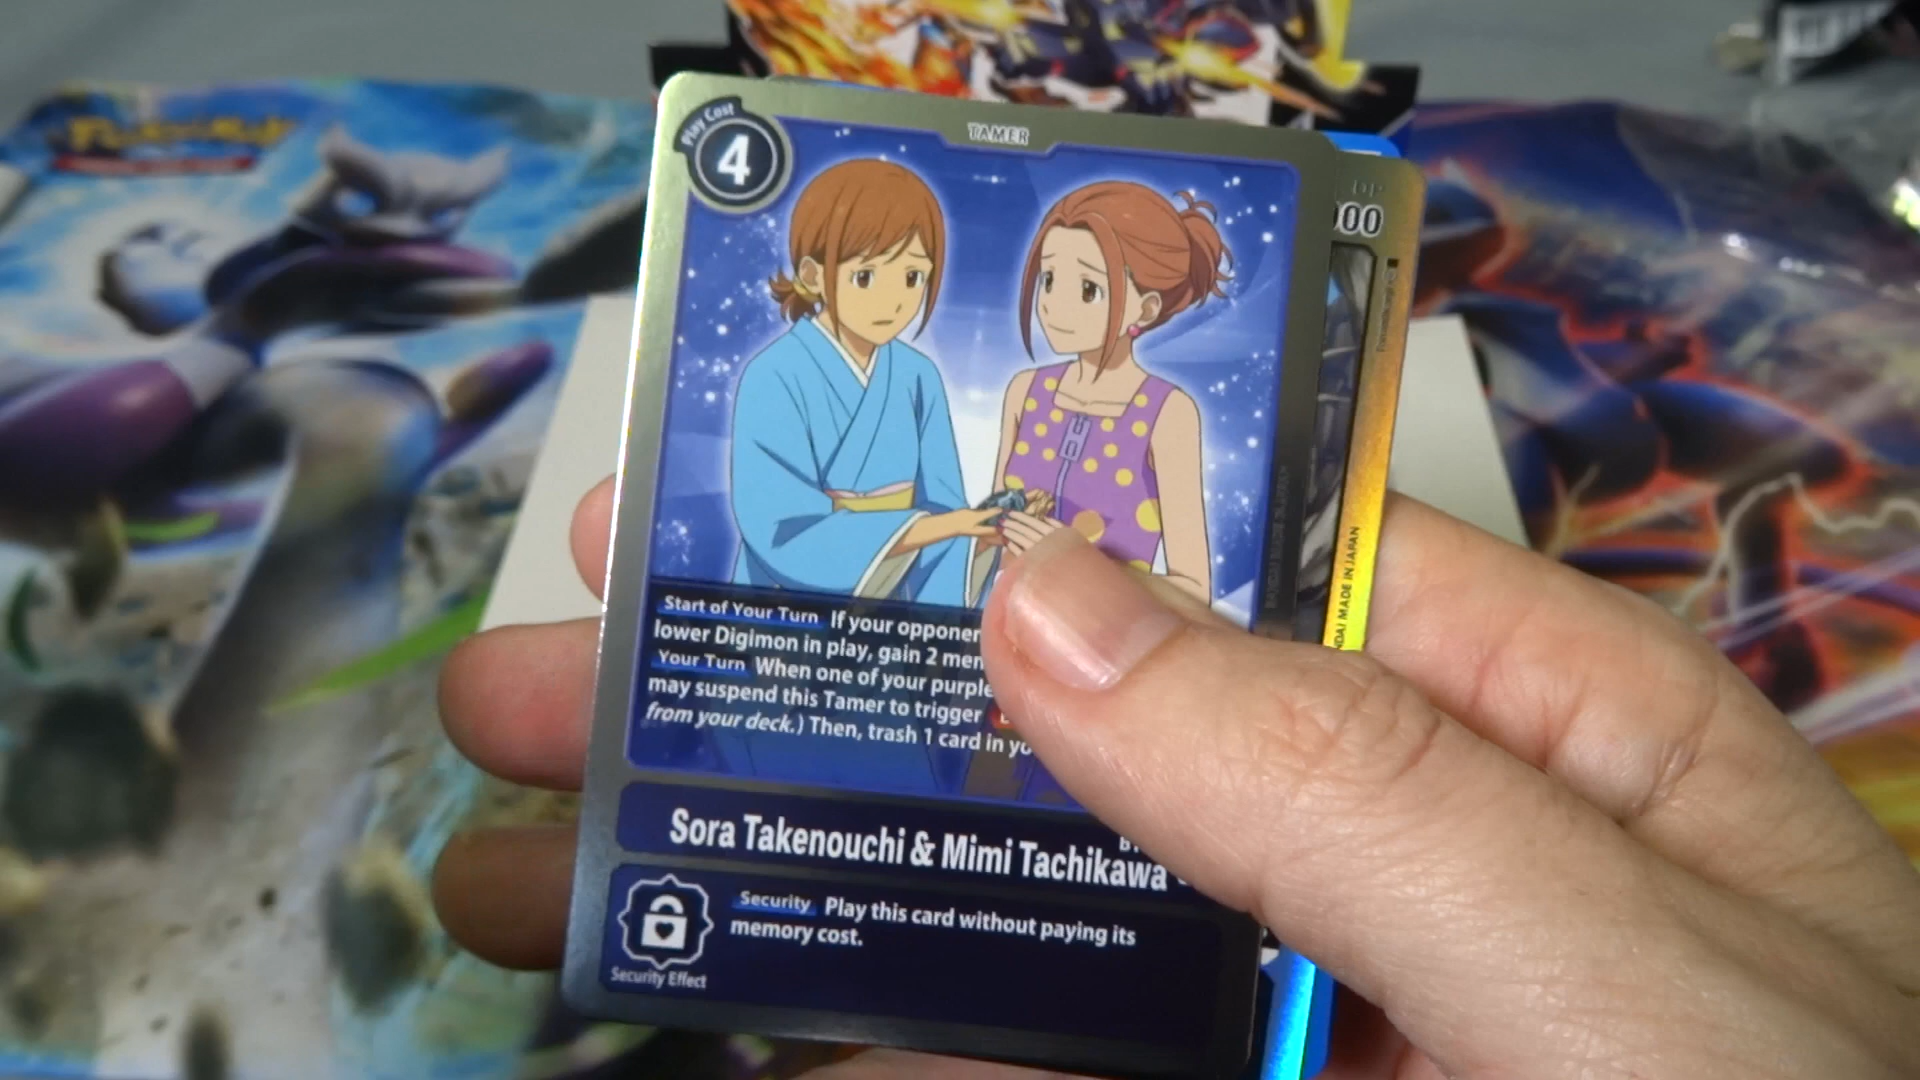 Pokémon
Play Cost
4
TAMER
DP
000
Start of Your Turn If your opponen
lower Digimon in play, gain 2 mem
Your Turn When one of your purple
may suspend this Tamer to trigger
from your deck.) Then, trash 1 card in yo
Sora Takenouchi & Mimi Tachikawa
Security Play this card without paying its
memory cost.
Security Effect
DAI MADE IN JAPAN